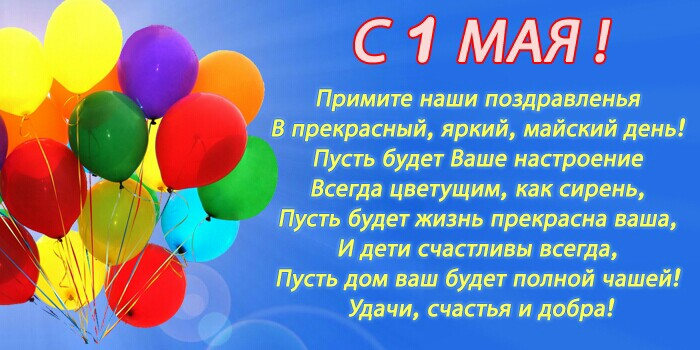 С 1 МАЯ !
Примите наши поздравленья
В прекрасный, яркий, майский день!
Пусть будет Ваше настроение
Всегда цветущим, как сирень,
Пусть будет жизнь прекрасна ваша,
И дети счастливы всегда,
Пусть дом ваш будет полной чашей!
Удачи, счастья и добра!